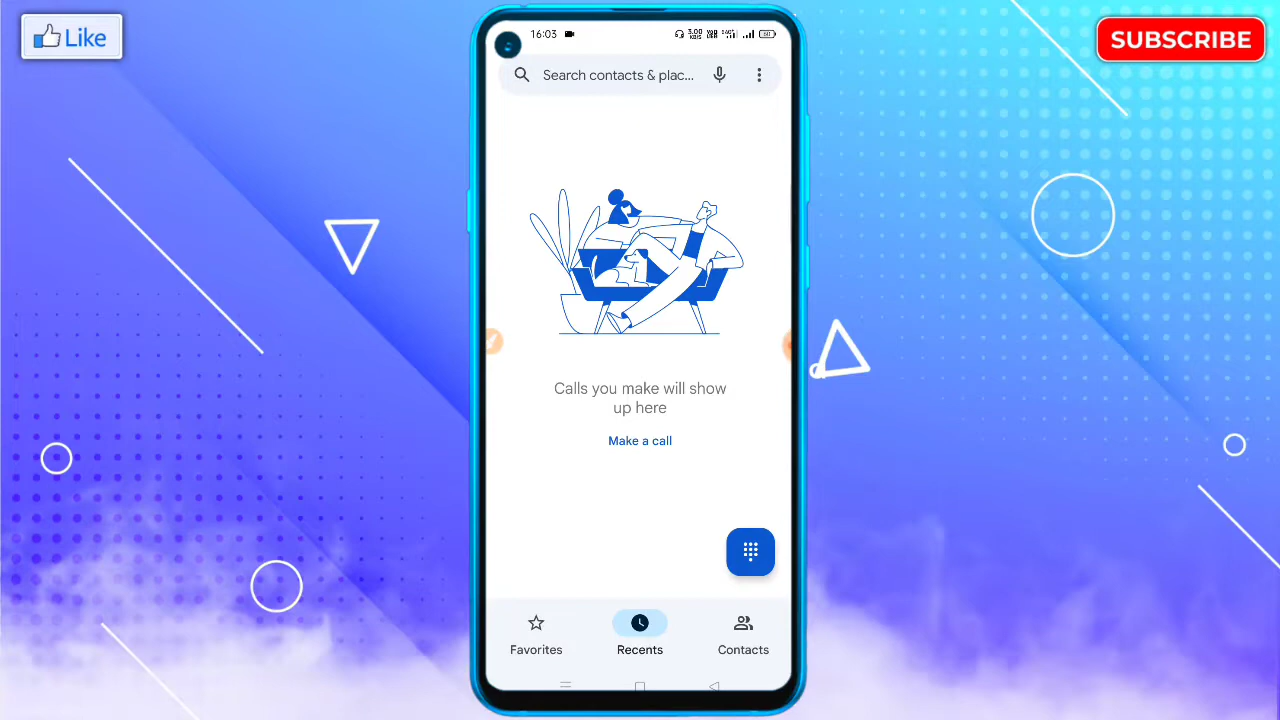 Like
SUBSCRIBE
16:03
Search contacts & plac...
Calls you make will show
up here
Make a call
Favorites
Recents
Contacts